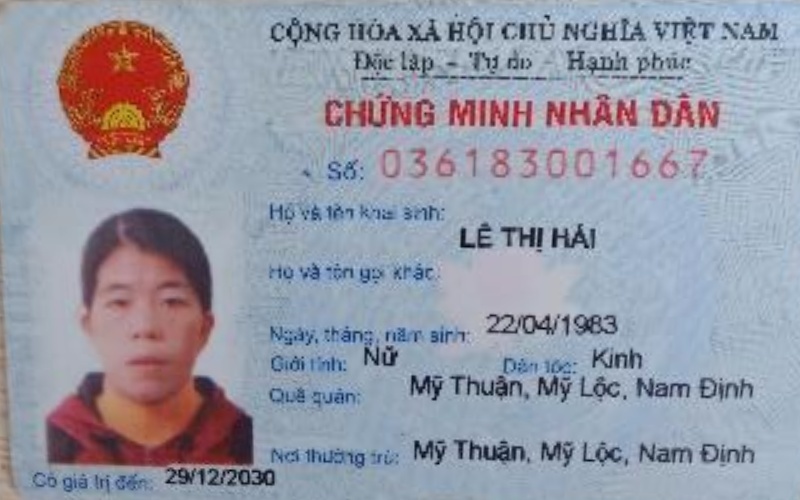 CỘNG HÒA XÃ HỘI CHỦ NGHĨA VIỆT NAM
Độc lập - Tự do - Hạnh phúc
CHỨNG MINH NHÂN DÂN
Số: 036183001667
Họ và tên khai sinh:
LÊ THỊ HẢI
Họ và tên gọi khác:
Ngày, tháng, năm sinh: 22/04/1983
Giới tính: Nữ Dân tộc: Kinh
Quê quán: Mỹ Thuận, Mỹ Lộc, Nam Định
Nơi thường trú: Mỹ Thuận, Mỹ Lộc, Nam Định
Có giá trị đến: 29/12/2030